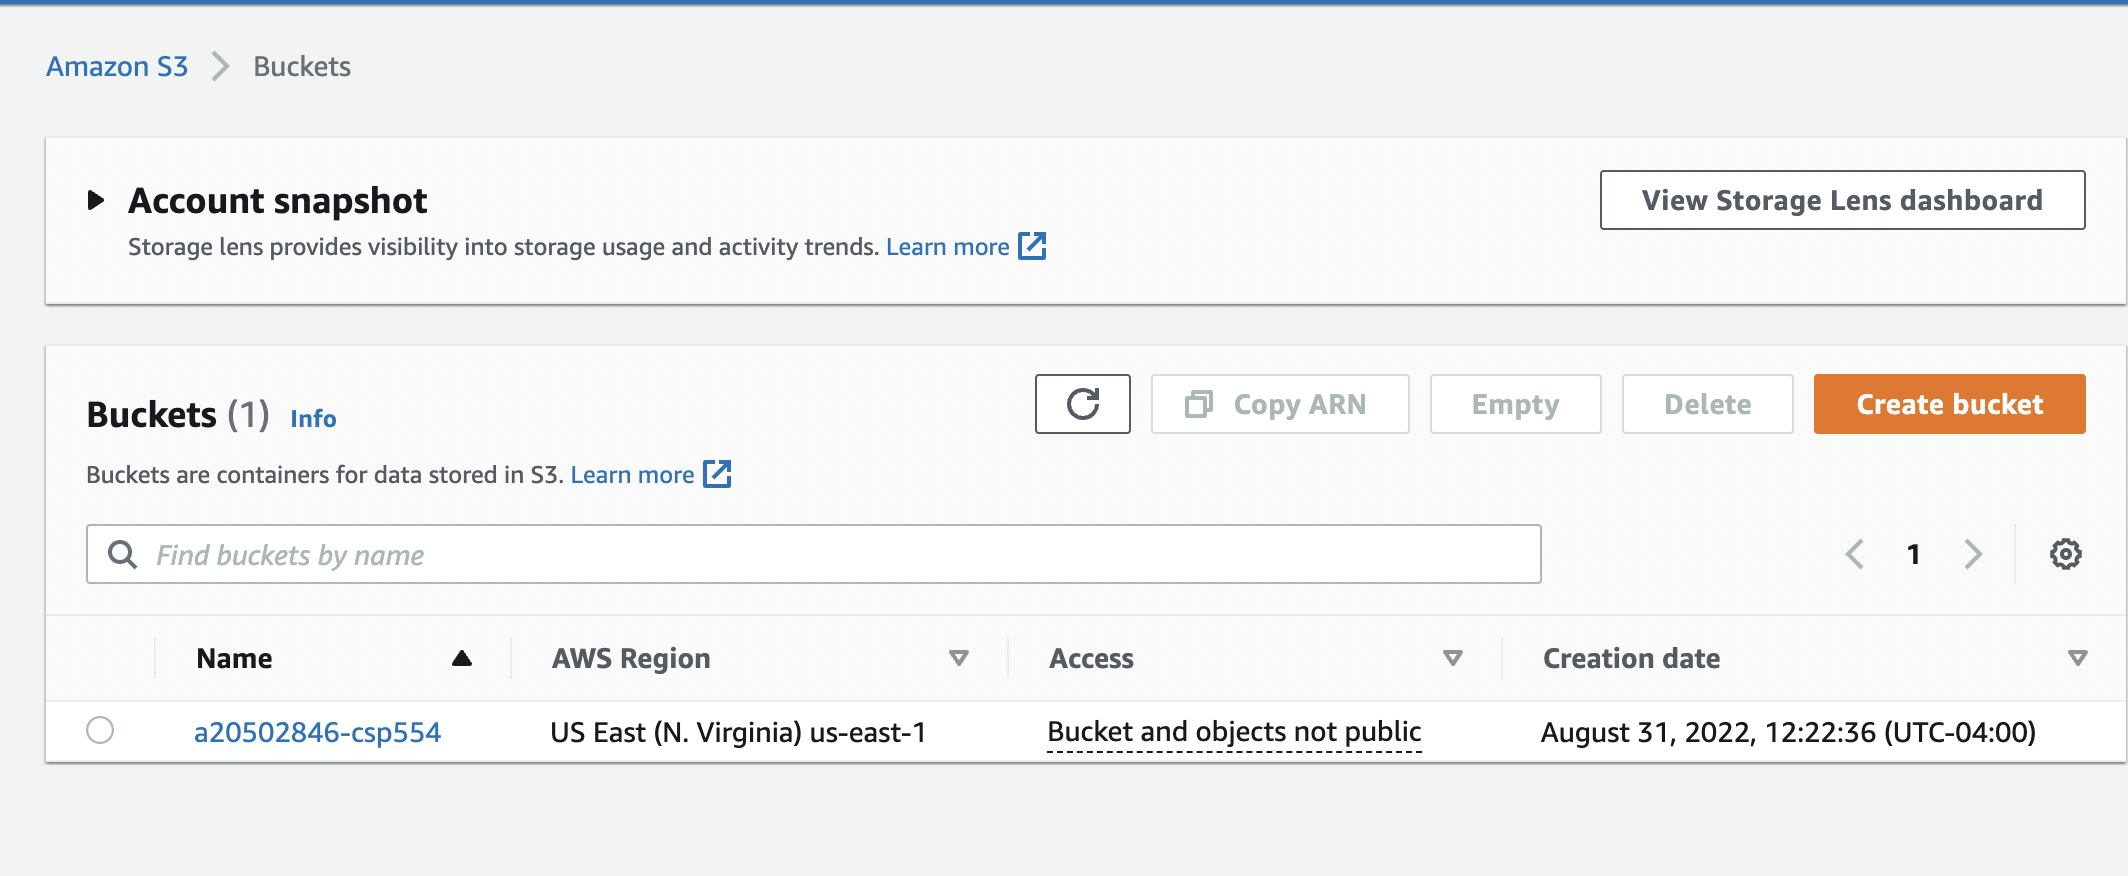 Amazon S3 Buckets
Account snapshot
View Storage Lens dashboard
Storage lens provides visibility into storage usage and activity trends. Learn more
Buckets (1) Info
Copy ARN Empty Delete Create bucket
Buckets are containers for data stored in S3. Learn more
Find buckets by name
1
Name AWS Region Access Creation date
a20502846-csp554 US East (N. Virginia) us-east-1 Bucket and objects not public August 31, 2022, 12:22:36 (UTC-04:00)